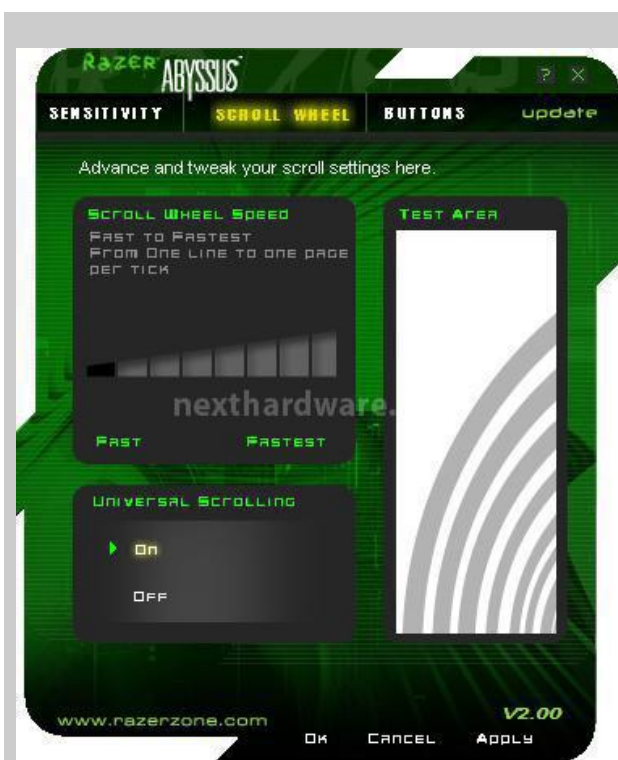 Razer ABYSSUS™
? X
SENSITIVITY SCROLL WHEEL BUTTONS update
Advance and tweak your scroll settings here.
Scroll Wheel Speed
Fast to Fastest
From One line to one page
per tick
Fast Fastest
Test Area
nexthardware.
Universal Scrolling
On
Off
www.razerzone.com
V2.00
Ok Cancel Apply